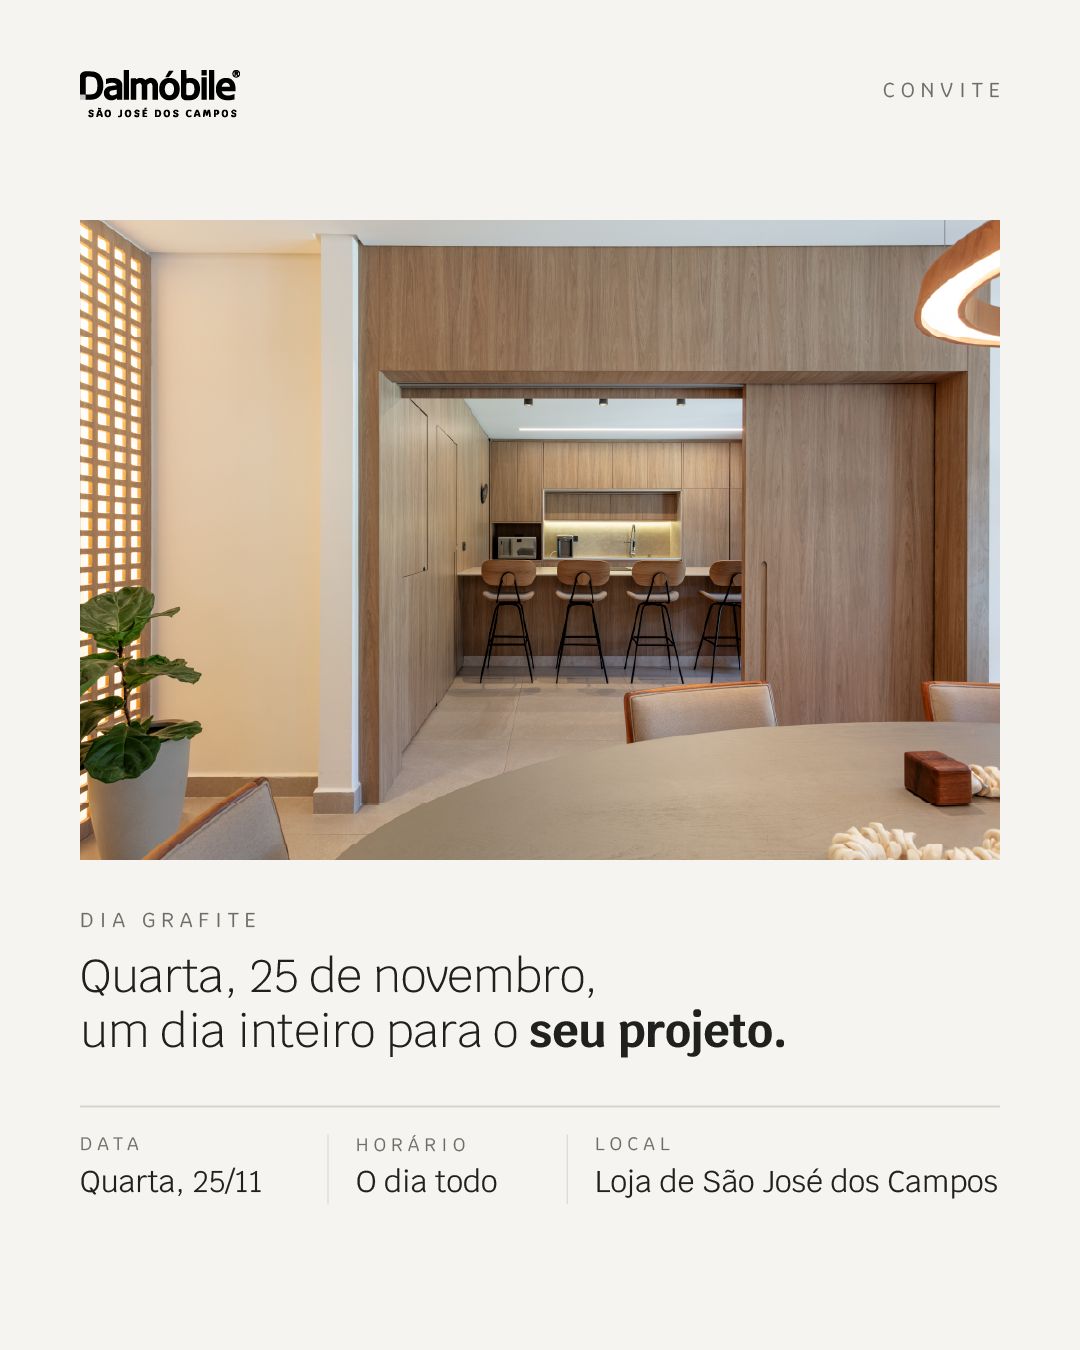 Dalmóbile®
SÃO JOSÉ DOS CAMPOS
CONVITE
DIA GRAFITE
Quarta, 25 de novembro,
um dia inteiro para o seu projeto.
DATA
Quarta, 25/11
HORÁRIO
O dia todo
LOCAL
Loja de São José dos Campos